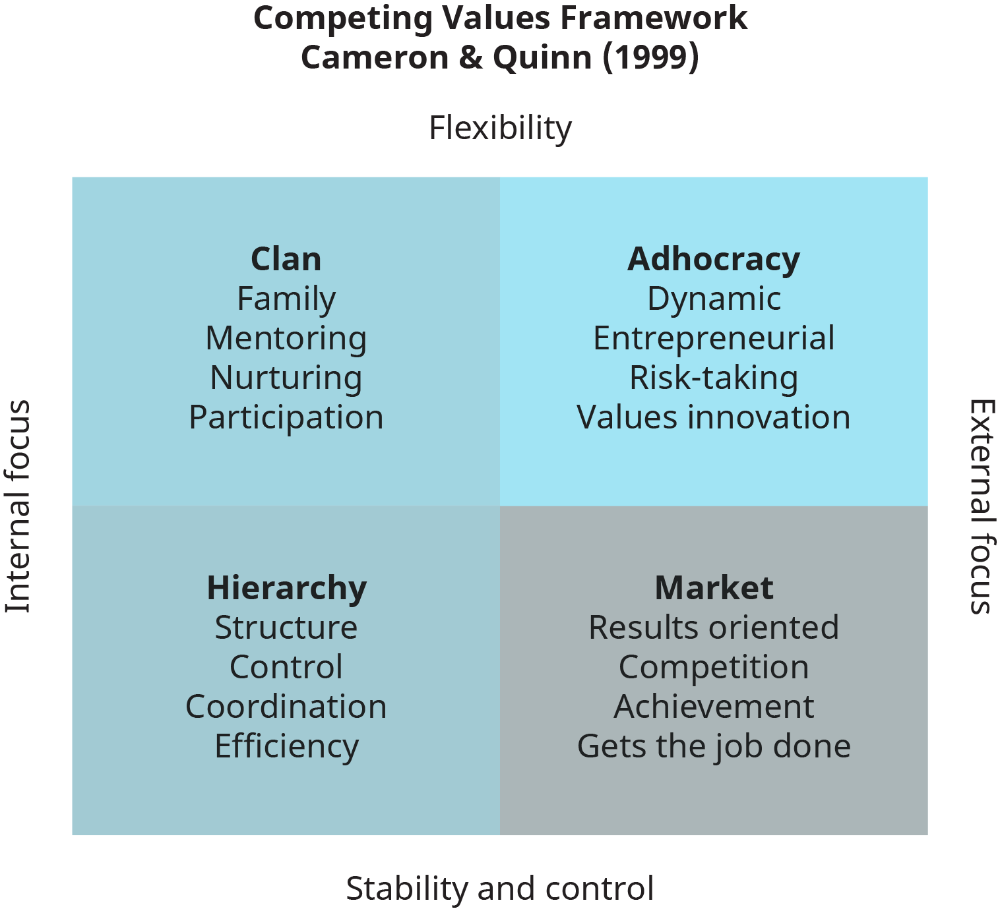 Competing Values Framework
Cameron & Quinn (1999)
Flexibility
Internal focus
Clan
Family
Mentoring
Nurturing
Participation
Adhocracy
Dynamic
Entrepreneurial
Risk-taking
Values innovation
Hierarchy
Structure
Control
Coordination
Efficiency
Market
Results oriented
Competition
Achievement
Gets the job done
External focus
Stability and control